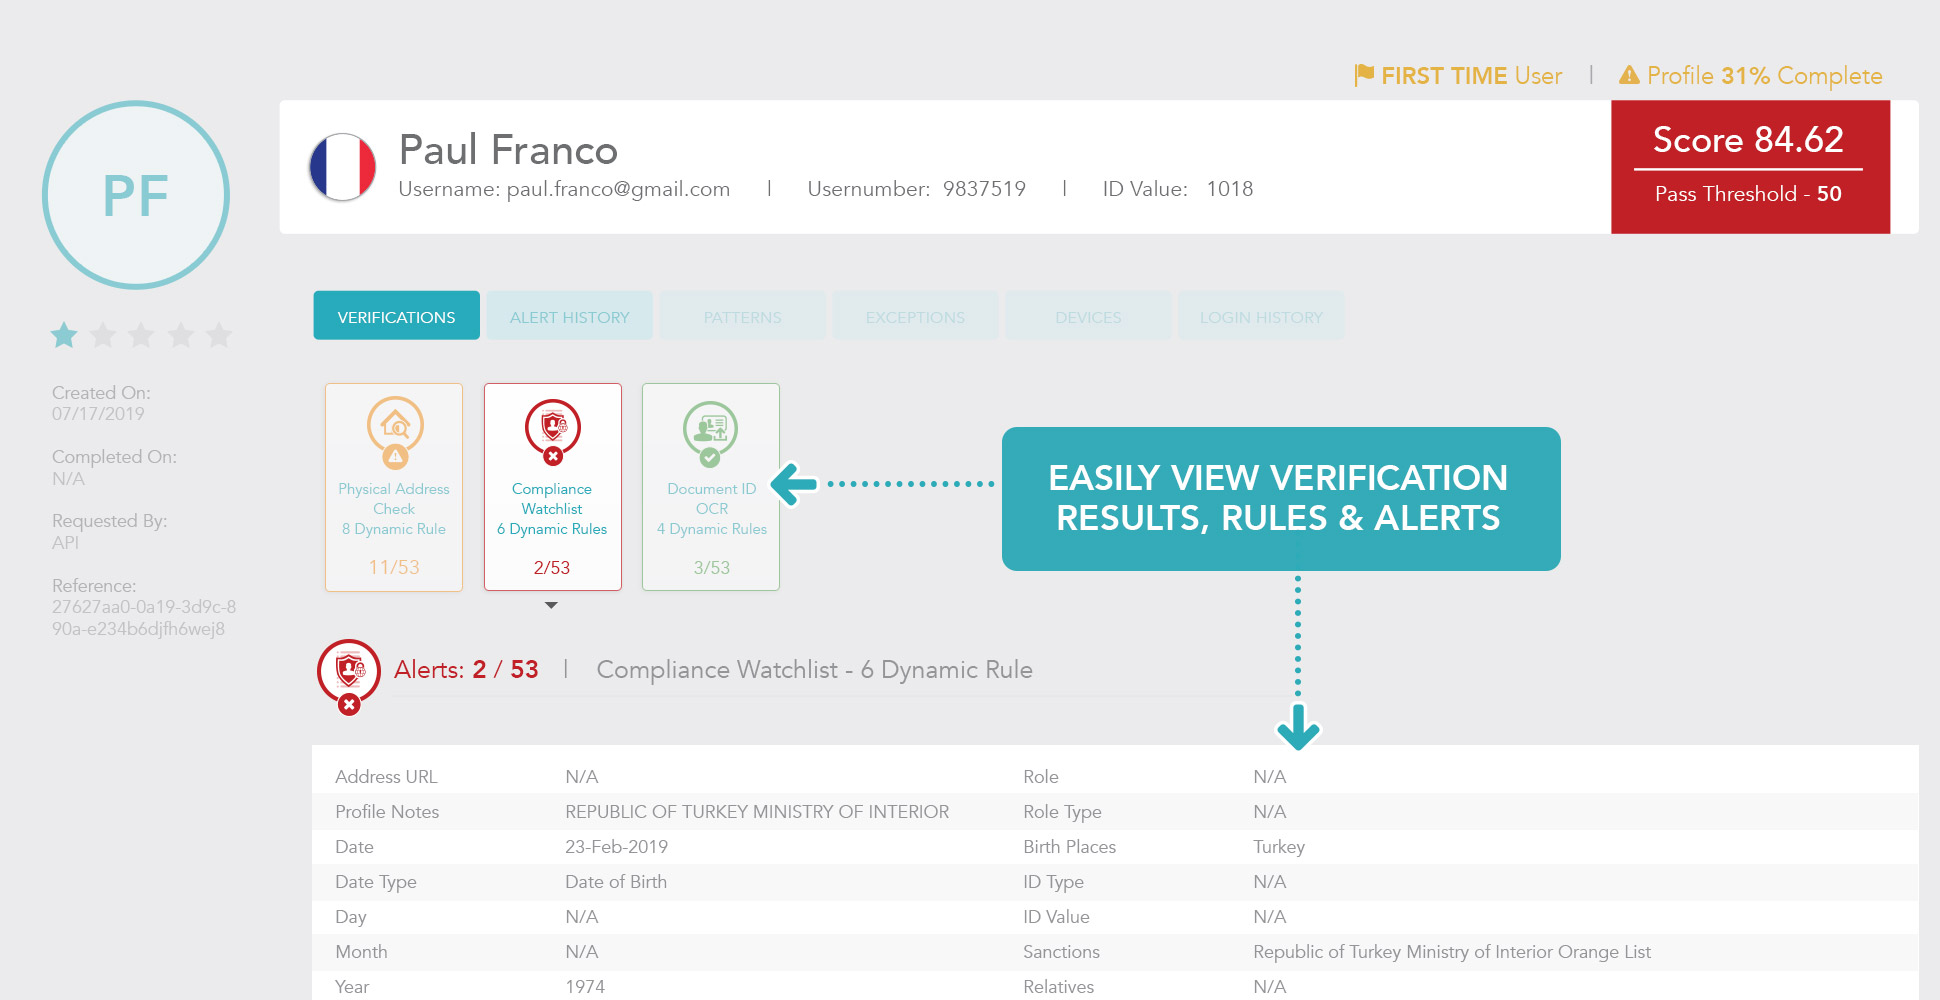 FIRST TIME User | Profile 31% Complete
PF
Paul Franco
Username: paul.franco@gmail.com | Usernumber: 9837519 | ID Value: 1018
Score 84.62
Pass Threshold - 50
VERIFICATIONS ALERT HISTORY PATTERNS EXCEPTIONS DEVICES LOGIN HISTORY
Created On:
07/17/2019
Completed On:
N/A
Requested By:
API
Reference:
27627aa0-0a19-3d9c-8
90a-e234b6djfh6wej8
Physical Address
Check
8 Dynamic Rule
11/53
Compliance
Watchlist
6 Dynamic Rules
2/53
Document ID
OCR
4 Dynamic Rules
3/53
EASILY VIEW VERIFICATION
RESULTS, RULES & ALERTS
Alerts: 2 / 53 | Compliance Watchlist - 6 Dynamic Rule
Address URL N/A Role N/A
Profile Notes REPUBLIC OF TURKEY MINISTRY OF INTERIOR Role Type N/A
Date 23-Feb-2019 Birth Places Turkey
Date Type Date of Birth ID Type N/A
Day N/A ID Value N/A
Month N/A Sanctions Republic of Turkey Ministry of Interior Orange List
Year 1974 Relatives N/A